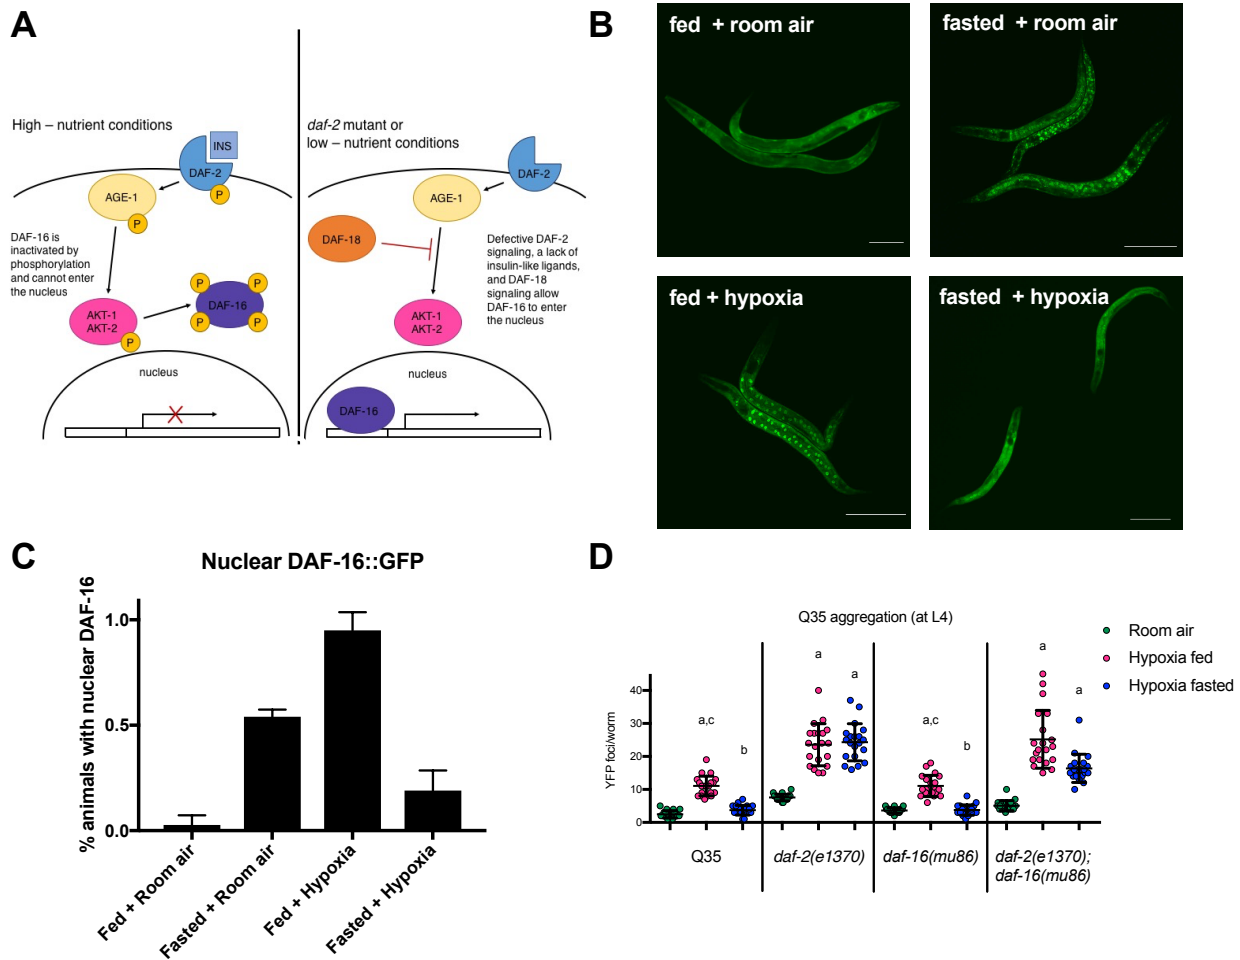 A
High – nutrient conditions
INS
DAF-2
P
AGE-1
P
DAF-16 is
inactivated by
phosphorylation
and cannot enter
the nucleus
P
P
DAF-16
P
P
AKT-1
AKT-2
P
nucleus
daf-2 mutant or
low – nutrient conditions
DAF-2
AGE-1
DAF-18
Defective DAF-2
signaling, a lack of
insulin-like ligands,
and DAF-18
signaling allow
DAF-16 to enter
the nucleus
AKT-1
AKT-2
nucleus
DAF-16
B
fed + room air
fasted + room air
fed + hypoxia
fasted + hypoxia
C
Nuclear DAF-16::GFP
% animals with nuclear DAF-16
1.0
0.5
0.0
Fed + Room air
Fasted + Room air
Fed + Hypoxia
Fasted + Hypoxia
D
Q35 aggregation (at L4)
Room air
Hypoxia fed
Hypoxia fasted
YFP foci/worm
40
30
20
10
0
a,c
b
a
a
a,c
b
a
a
Q35
daf-2(e1370)
daf-16(mu86)
daf-2(e1370);
daf-16(mu86)